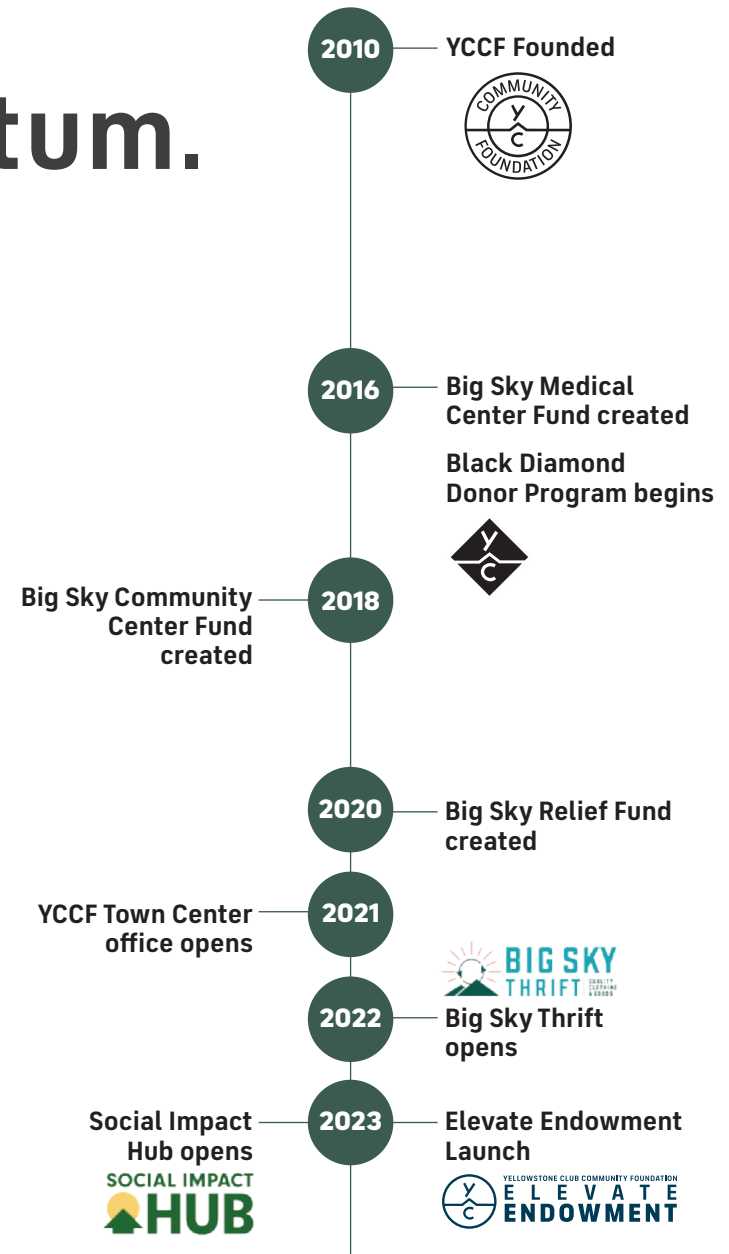 tum.
2010
YCCF Founded
COMMUNITY
Y
C
FOUNDATION
2016
Big Sky Medical
Center Fund created
Black Diamond
Donor Program begins
Y
C
Big Sky Community
Center Fund
created
2018
2020
Big Sky Relief Fund
created
YCCF Town Center
office opens
2021
BIG SKY
THRIFT
QUALITY
CLOTHING
& GOODS
2022
Big Sky Thrift
opens
Social Impact
Hub opens
SOCIAL IMPACT
HUB
2023
Elevate Endowment
Launch
Y
C
YELLOWSTONE CLUB COMMUNITY FOUNDATION
ELEVATE
ENDOWMENT